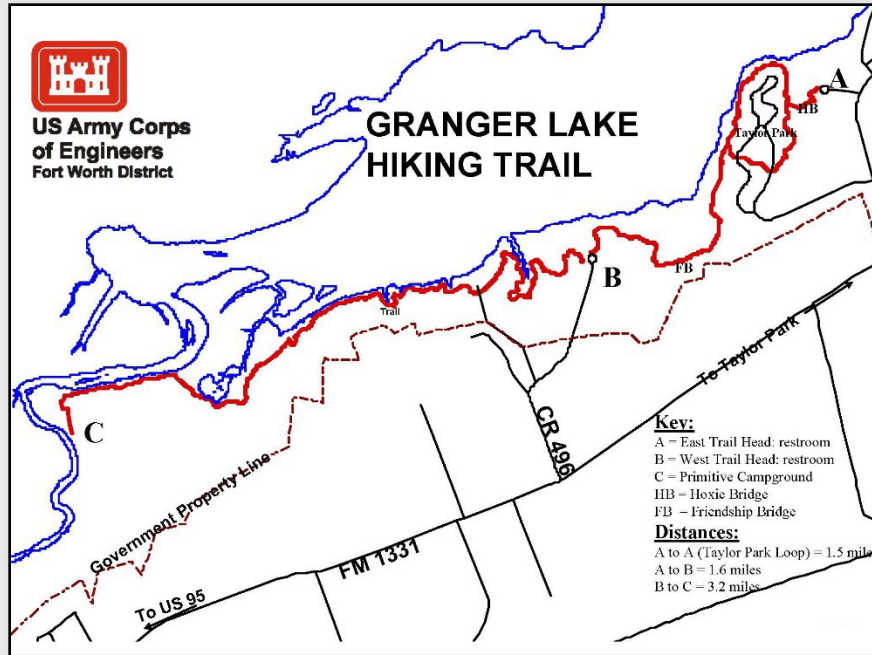 US Army Corps
of Engineers
Fort Worth District
GRANGER LAKE
HIKING TRAIL
A
HB
Taylor Park
B
FB
Trail
C
To Taylor Park
CR 496
Government Property Line
FM 1331
To US 95
Key:
A = East Trail Head: restroom
B = West Trail Head: restroom
C = Primitive Campground
HB = Hoxie Bridge
FB = Friendship Bridge
Distances:
A to A (Taylor Park Loop) = 1.5 mile
A to B = 1.6 miles
B to C = 3.2 miles